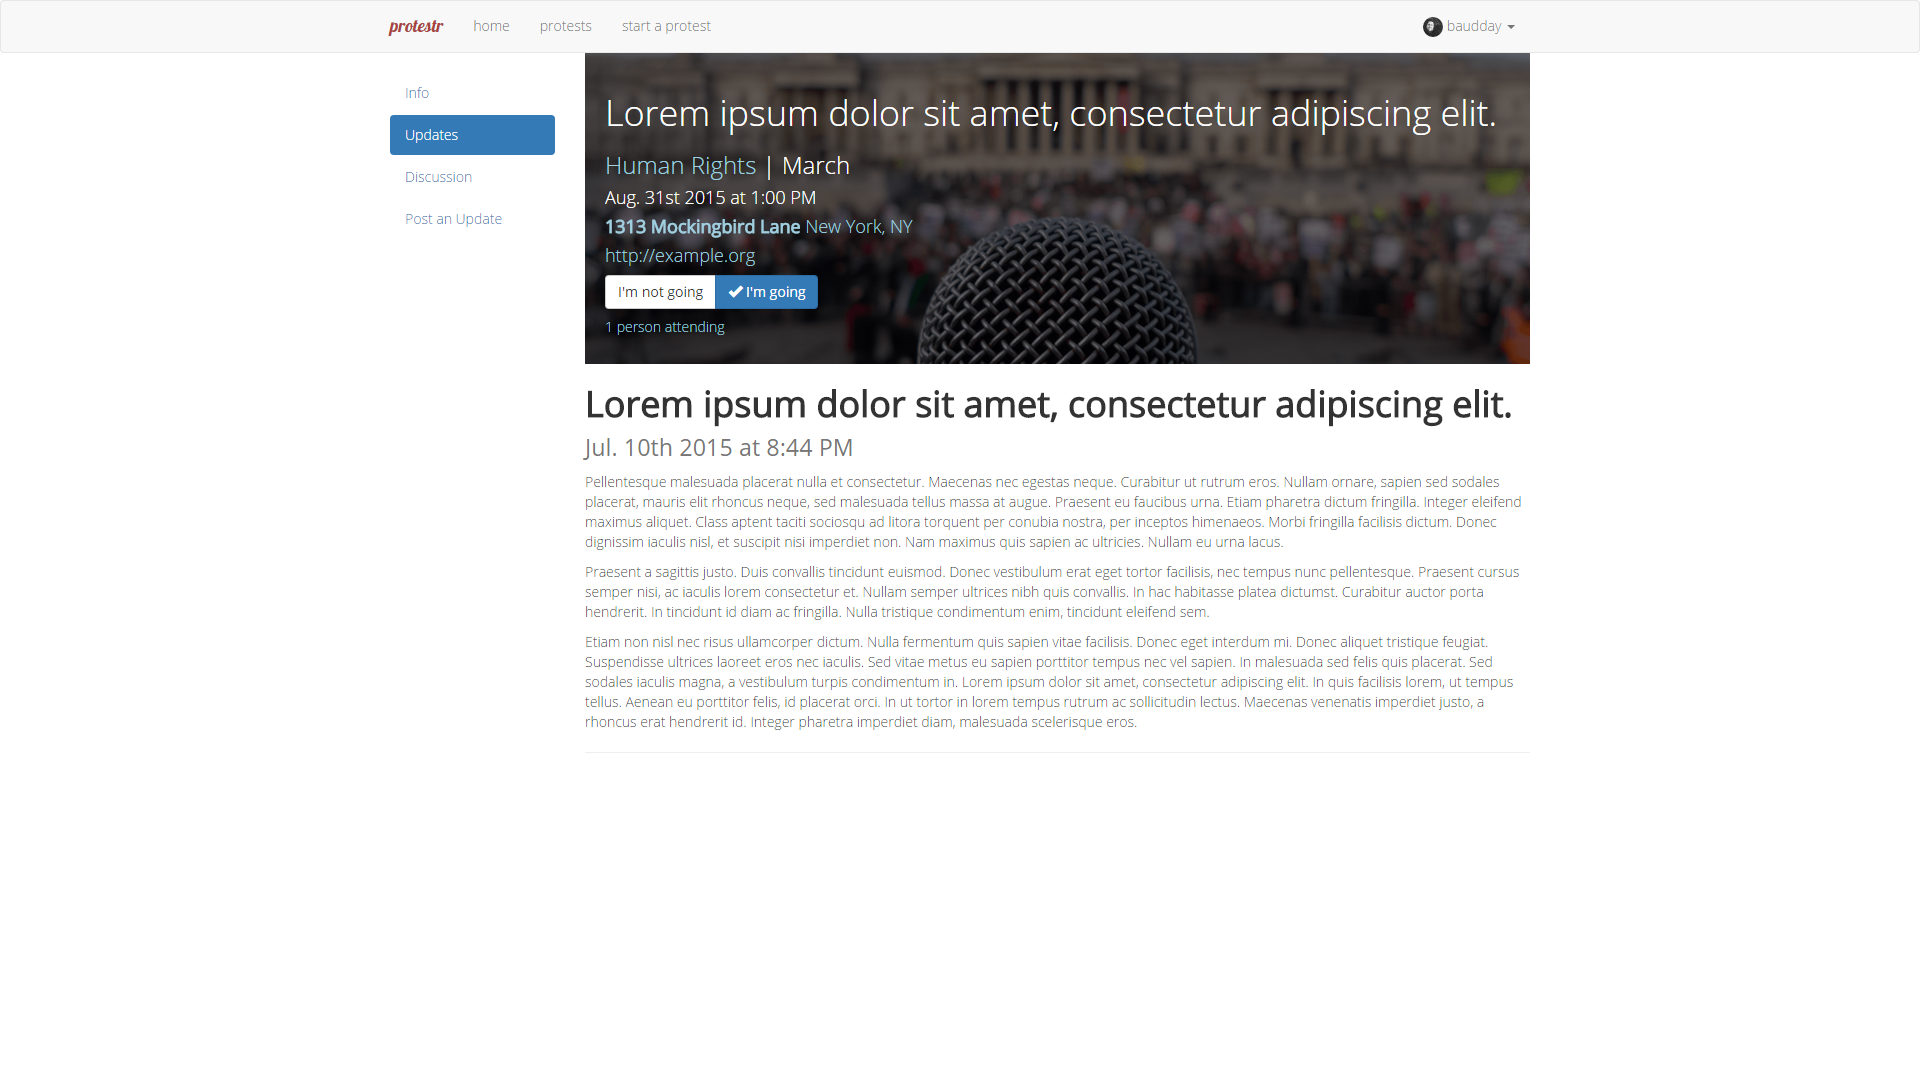 protestr home protests start a protest baudday
Info
Updates
Discussion
Post an Update
Lorem ipsum dolor sit amet, consectetur adipiscing elit.
Human Rights | March
Aug. 31st 2015 at 1:00 PM
1313 Mockingbird Lane New York, NY
http://example.org
I'm not going I'm going
1 person attending
Lorem ipsum dolor sit amet, consectetur adipiscing elit.
Jul. 10th 2015 at 8:44 PM
Pellentesque malesuada placerat nulla et consectetur. Maecenas nec egestas neque. Curabitur ut rutrum eros. Nullam ornare, sapien sed sodales
placerat, mauris elit rhoncus neque, sed malesuada tellus massa at augue. Praesent eu faucibus urna. Etiam pharetra dictum fringilla. Integer eleifend
maximus aliquet. Class aptent taciti sociosqu ad litora torquent per conubia nostra, per inceptos himenaeos. Morbi fringilla facilisis dictum. Donec
dignissim iaculis nisl, et suscipit nisi imperdiet non. Nam maximus quis sapien ac ultricies. Nullam eu urna lacus.
Praesent a sagittis justo. Duis convallis tincidunt euismod. Donec vestibulum erat eget tortor facilisis, nec tempus nunc pellentesque. Praesent cursus
semper nisi, ac iaculis lorem consectetur et. Nullam semper ultrices nibh quis convallis. In hac habitasse platea dictumst. Curabitur auctor porta
hendrerit. In tincidunt id diam ac fringilla. Nulla tristique condimentum enim, tincidunt eleifend sem.
Etiam non nisl nec risus ullamcorper dictum. Nulla fermentum quis sapien vitae facilisis. Donec eget interdum mi. Donec aliquet tristique feugiat.
Suspendisse ultrices laoreet eros nec iaculis. Sed vitae metus eu sapien porttitor tempus nec vel sapien. In malesuada sed felis quis placerat. Sed
sodales iaculis magna, a vestibulum turpis condimentum in. Lorem ipsum dolor sit amet, consectetur adipiscing elit. In quis facilisis lorem, ut tempus
tellus. Aenean eu porttitor felis, id placerat orci. In ut tortor in lorem tempus rutrum ac sollicitudin lectus. Maecenas venenatis imperdiet justo, a
rhoncus erat hendrerit id. Integer pharetra imperdiet diam, malesuada scelerisque eros.